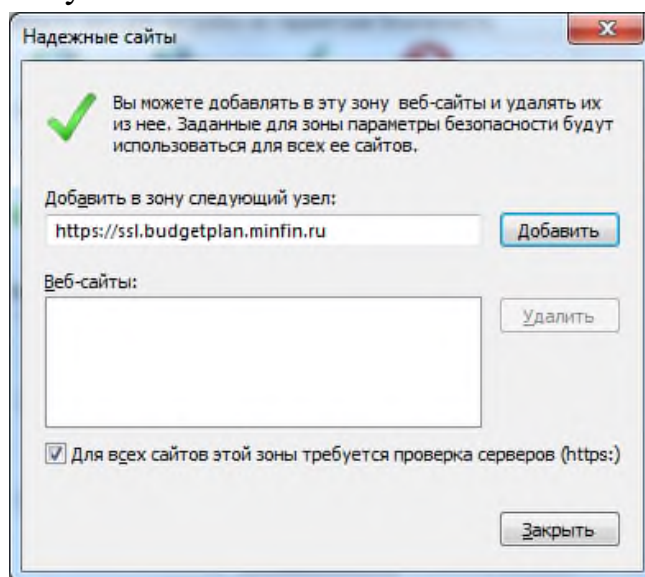 Надежные сайты
Вы можете добавлять в эту зону веб-сайты и удалять их
из нее. Заданные для зоны параметры безопасности будут
использоваться для всех ее сайтов.
Добавить в зону следующий узел:
https://ssl.budgetplan.minfin.ru
Добавить
Веб-сайты:
Удалить
Для всех сайтов этой зоны требуется проверка серверов (https:)
Закрыть